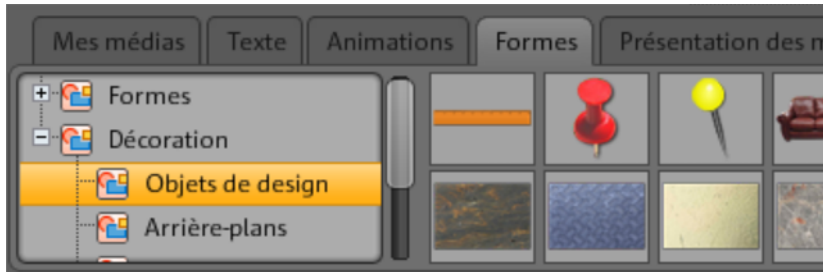 Mes médias Texte Animations Formes Présentation des
Formes
Décoration
Objets de design
Arrière-plans